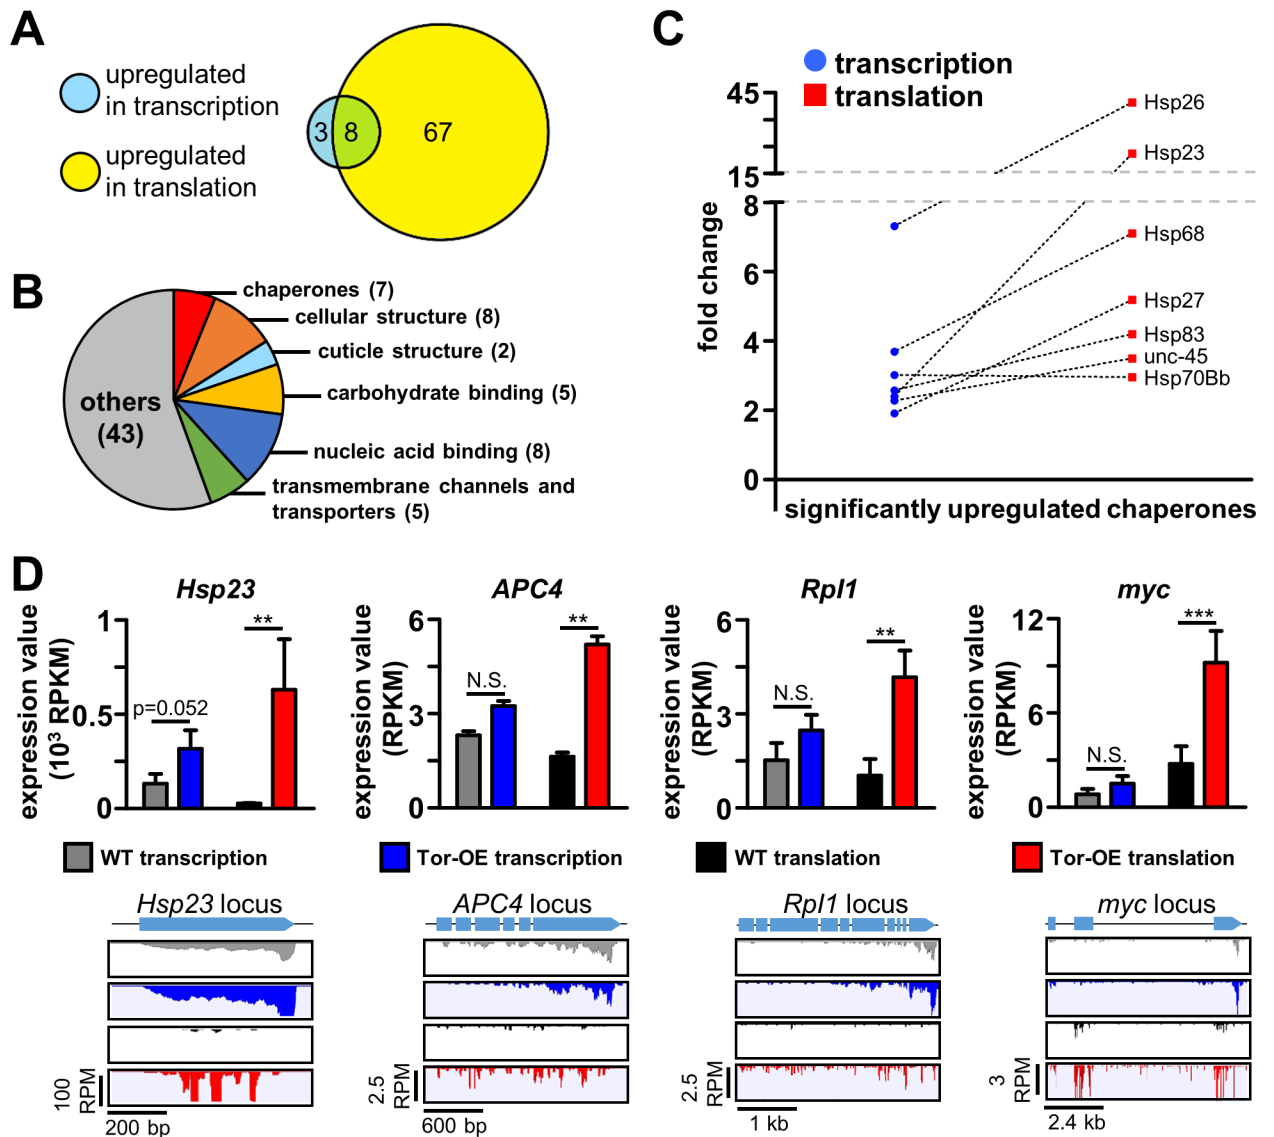 A
upregulated
in transcription
upregulated
in translation
3
8
67
B
chaperones (7)
cellular structure (8)
cuticle structure (2)
carbohydrate binding (5)
nucleic acid binding (8)
transmembrane channels and
transporters (5)
others
(43)
C
transcription
translation
fold change
45
15
8
6
4
2
0
Hsp26
Hsp23
Hsp68
Hsp27
Hsp83
unc-45
Hsp70Bb
significantly upregulated chaperones
D
Hsp23
expression value
(10³ RPKM)
1
0.5
0
p=0.052
**
APC4
expression value
(RPKM)
6
3
0
N.S.
**
RpI1
expression value
(RPKM)
6
3
0
N.S.
**
myc
expression value
(RPKM)
12
6
0
N.S.
***
WT transcription
Tor-OE transcription
WT translation
Tor-OE translation
Hsp23 locus
100
RPM
200 bp
APC4 locus
2.5
RPM
600 bp
RpI1 locus
2.5
RPM
1 kb
myc locus
3
RPM
2.4 kb